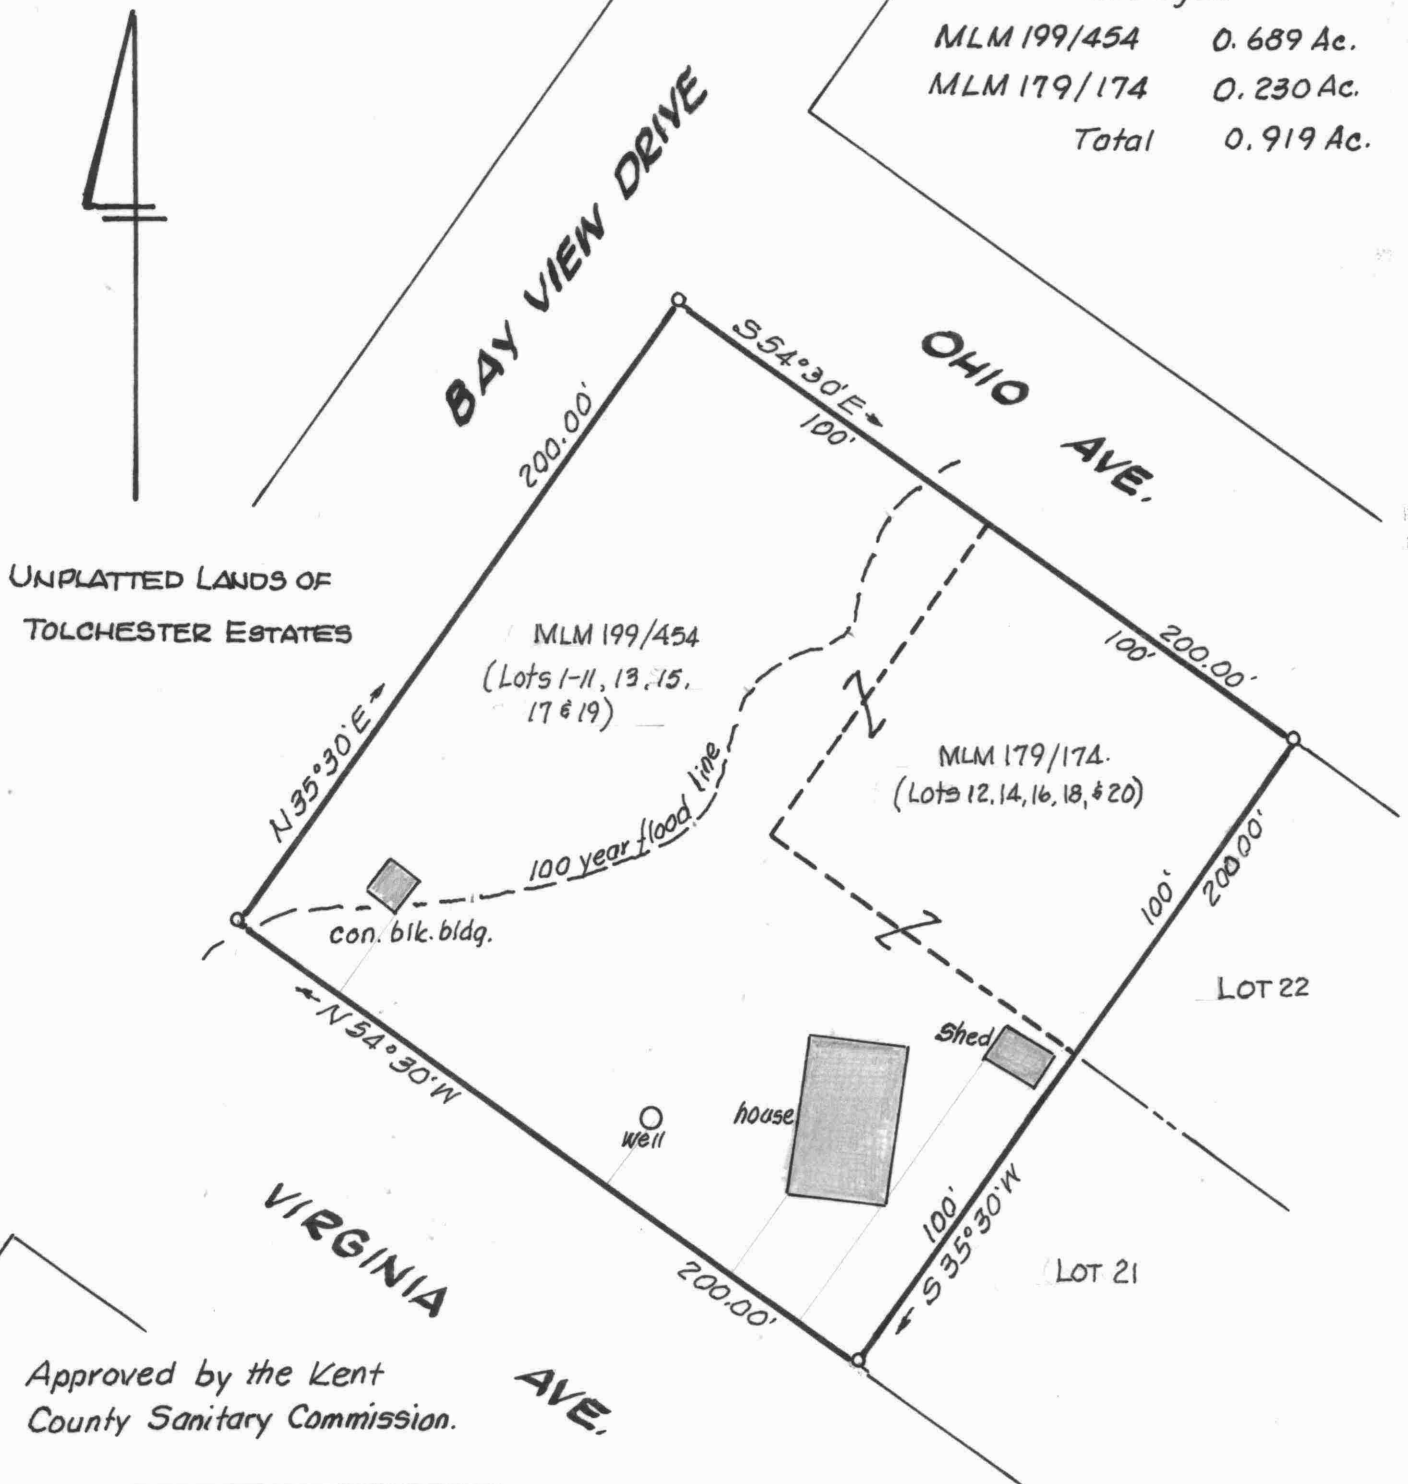 MLM 199/454 0.689 Ac.
MLM 179/174 0.230 Ac.
Total 0.919 Ac.
BAY VIEW DRIVE
OHIO AVE.
S 54°30' E
100'
200.00'
UNPLATTED LANDS OF
TOLCHESTER ESTATES
MLM 199/454
(Lots 1-11, 13, 15,
17 & 19)
N 35°30' E
100 year flood line
100'
200.00'
MLM 179/174.
(Lots 12, 14, 16, 18, & 20)
100'
200.00'
con. blk. bldg.
N 54°30' W
LOT 22
shed
house
well
100'
S 35°30' W
200.00'
LOT 21
VIRGINIA AVE.
Approved by the Kent
County Sanitary Commission.